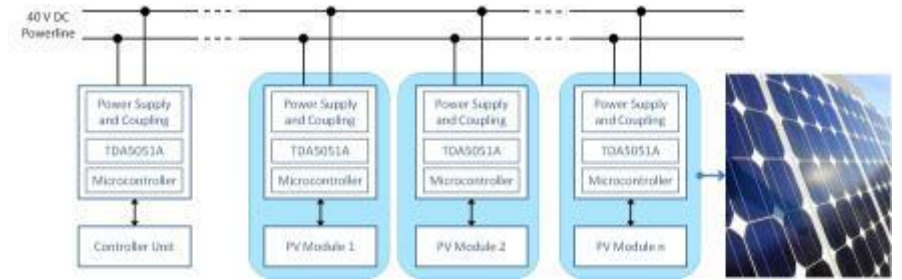 40 V DC
Powerline
Power Supply
and Coupling
TDA5051A
Microcontroller
Controller Unit
Power Supply
and Coupling
TDA5051A
Microcontroller
PV Module 1
Power Supply
and Coupling
TDA5051A
Microcontroller
PV Module 2
Power Supply
and Coupling
TDA5051A
Microcontroller
PV Module n